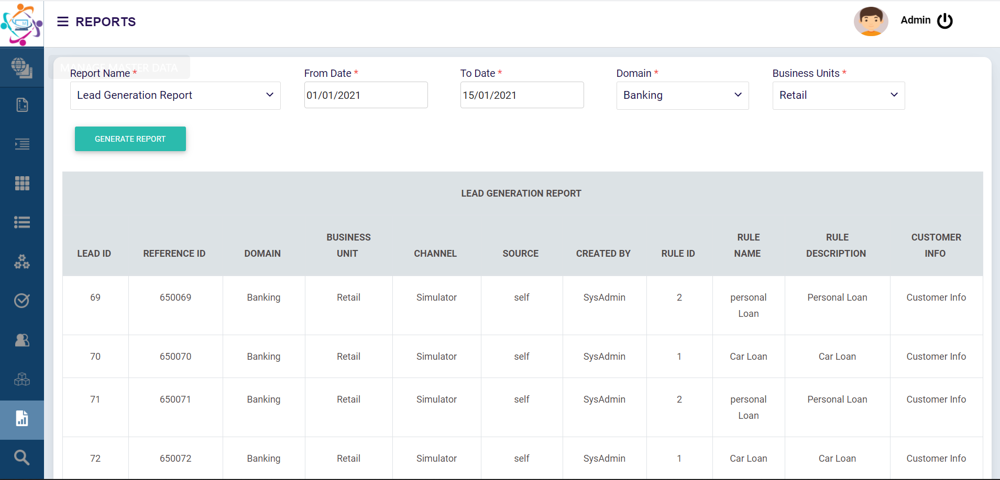 M
REPORTS
Admin
MANAGE MASTER DATA
Report Name *
From Date *
To Date *
Domain *
Business Units *
Lead Generation Report
01/01/2021
15/01/2021
Banking
Retail
GENERATE REPORT
LEAD GENERATION REPORT
LEAD ID REFERENCE ID DOMAIN BUSINESS UNIT CHANNEL SOURCE CREATED BY RULE ID RULE NAME RULE DESCRIPTION CUSTOMER INFO
69 650069 Banking Retail Simulator self SysAdmin 2 personal Loan Personal Loan Customer Info
70 650070 Banking Retail Simulator self SysAdmin 1 Car Loan Car Loan Customer Info
71 650071 Banking Retail Simulator self SysAdmin 2 personal Loan Personal Loan Customer Info
72 650072 Banking Retail Simulator self SysAdmin 1 Car Loan Car Loan Customer Info